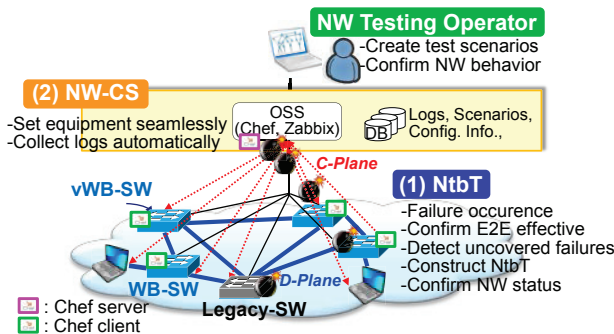 NW Testing Operator
-Create test scenarios
-Confirm NW behavior
(2) NW-CS
-Set equipment seamlessly
-Collect logs automatically
OSS
(Chef, Zabbix)
DB
Logs, Scenarios,
Config. Info.,
C-Plane
(1) NtbT
-Failure occurence
-Confirm E2E effective
-Detect uncovered failures
-Construct NtbT
-Confirm NW status
vWB-SW
WB-SW
D-Plane
Legacy-SW
: Chef server
: Chef client